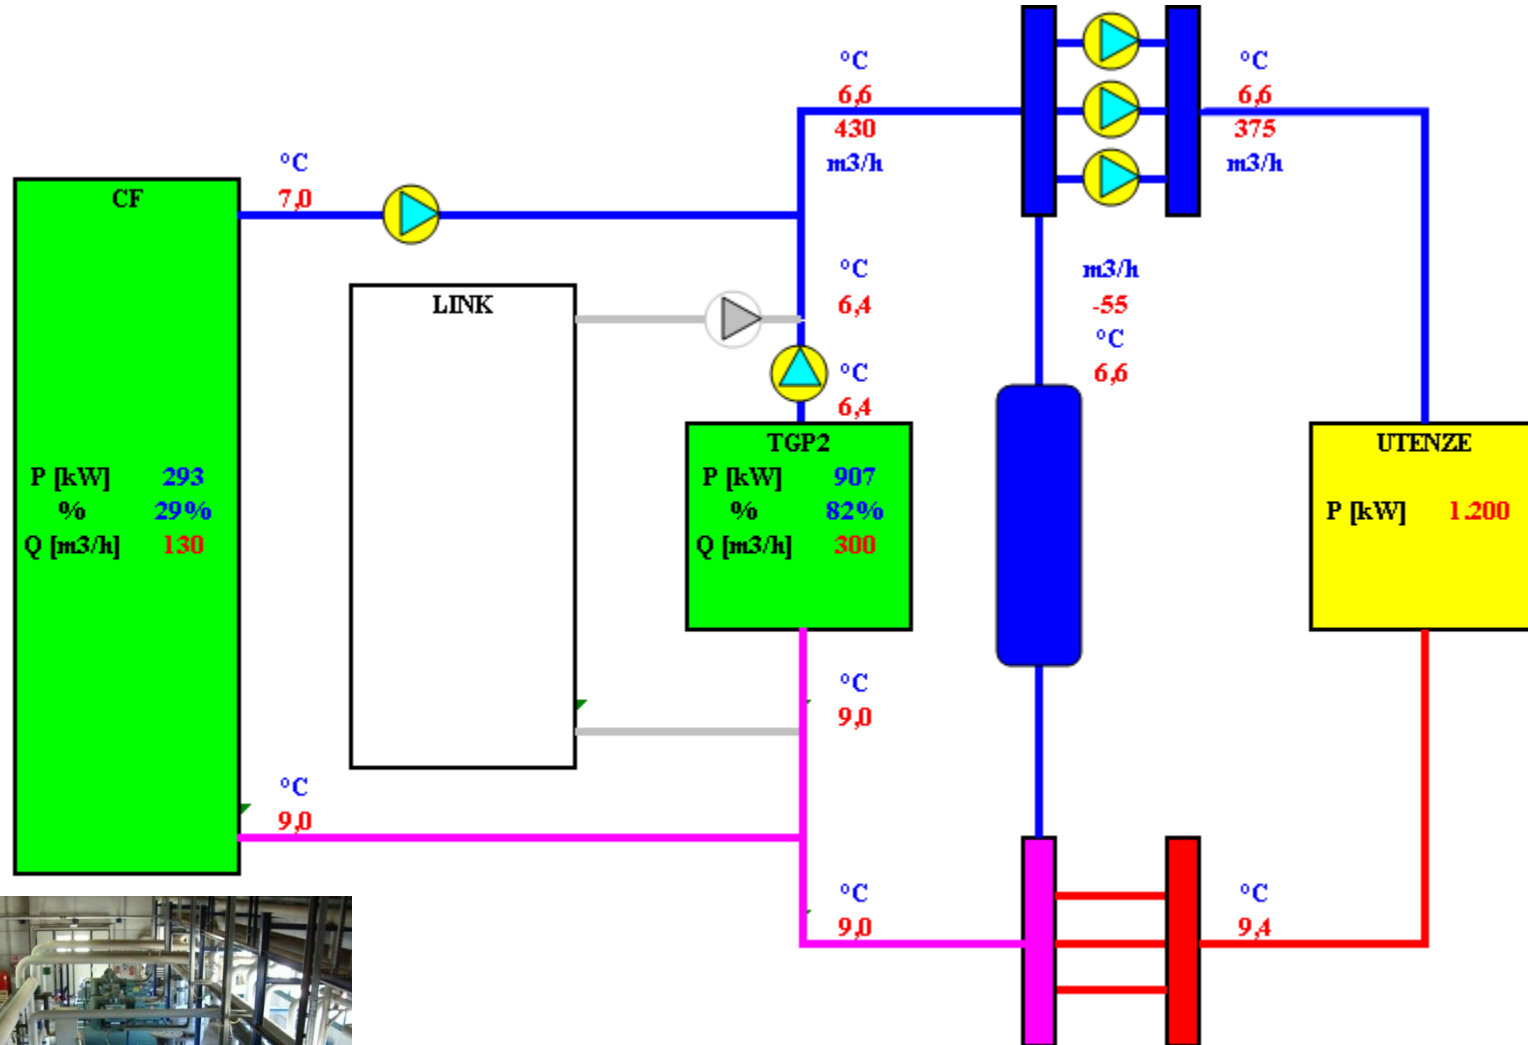 °C
6,6
430
m3/h
°C
6,6
375
m3/h
°C
7,0
CF
P [kW] 293
% 29%
Q [m3/h] 130
LINK
°C
6,4
°C
6,4
m3/h
-55
°C
6,6
TGP2
P [kW] 907
% 82%
Q [m3/h] 300
UTENZE
P [kW] 1.200
°C
9,0
°C
9,0
°C
9,0
°C
9,4